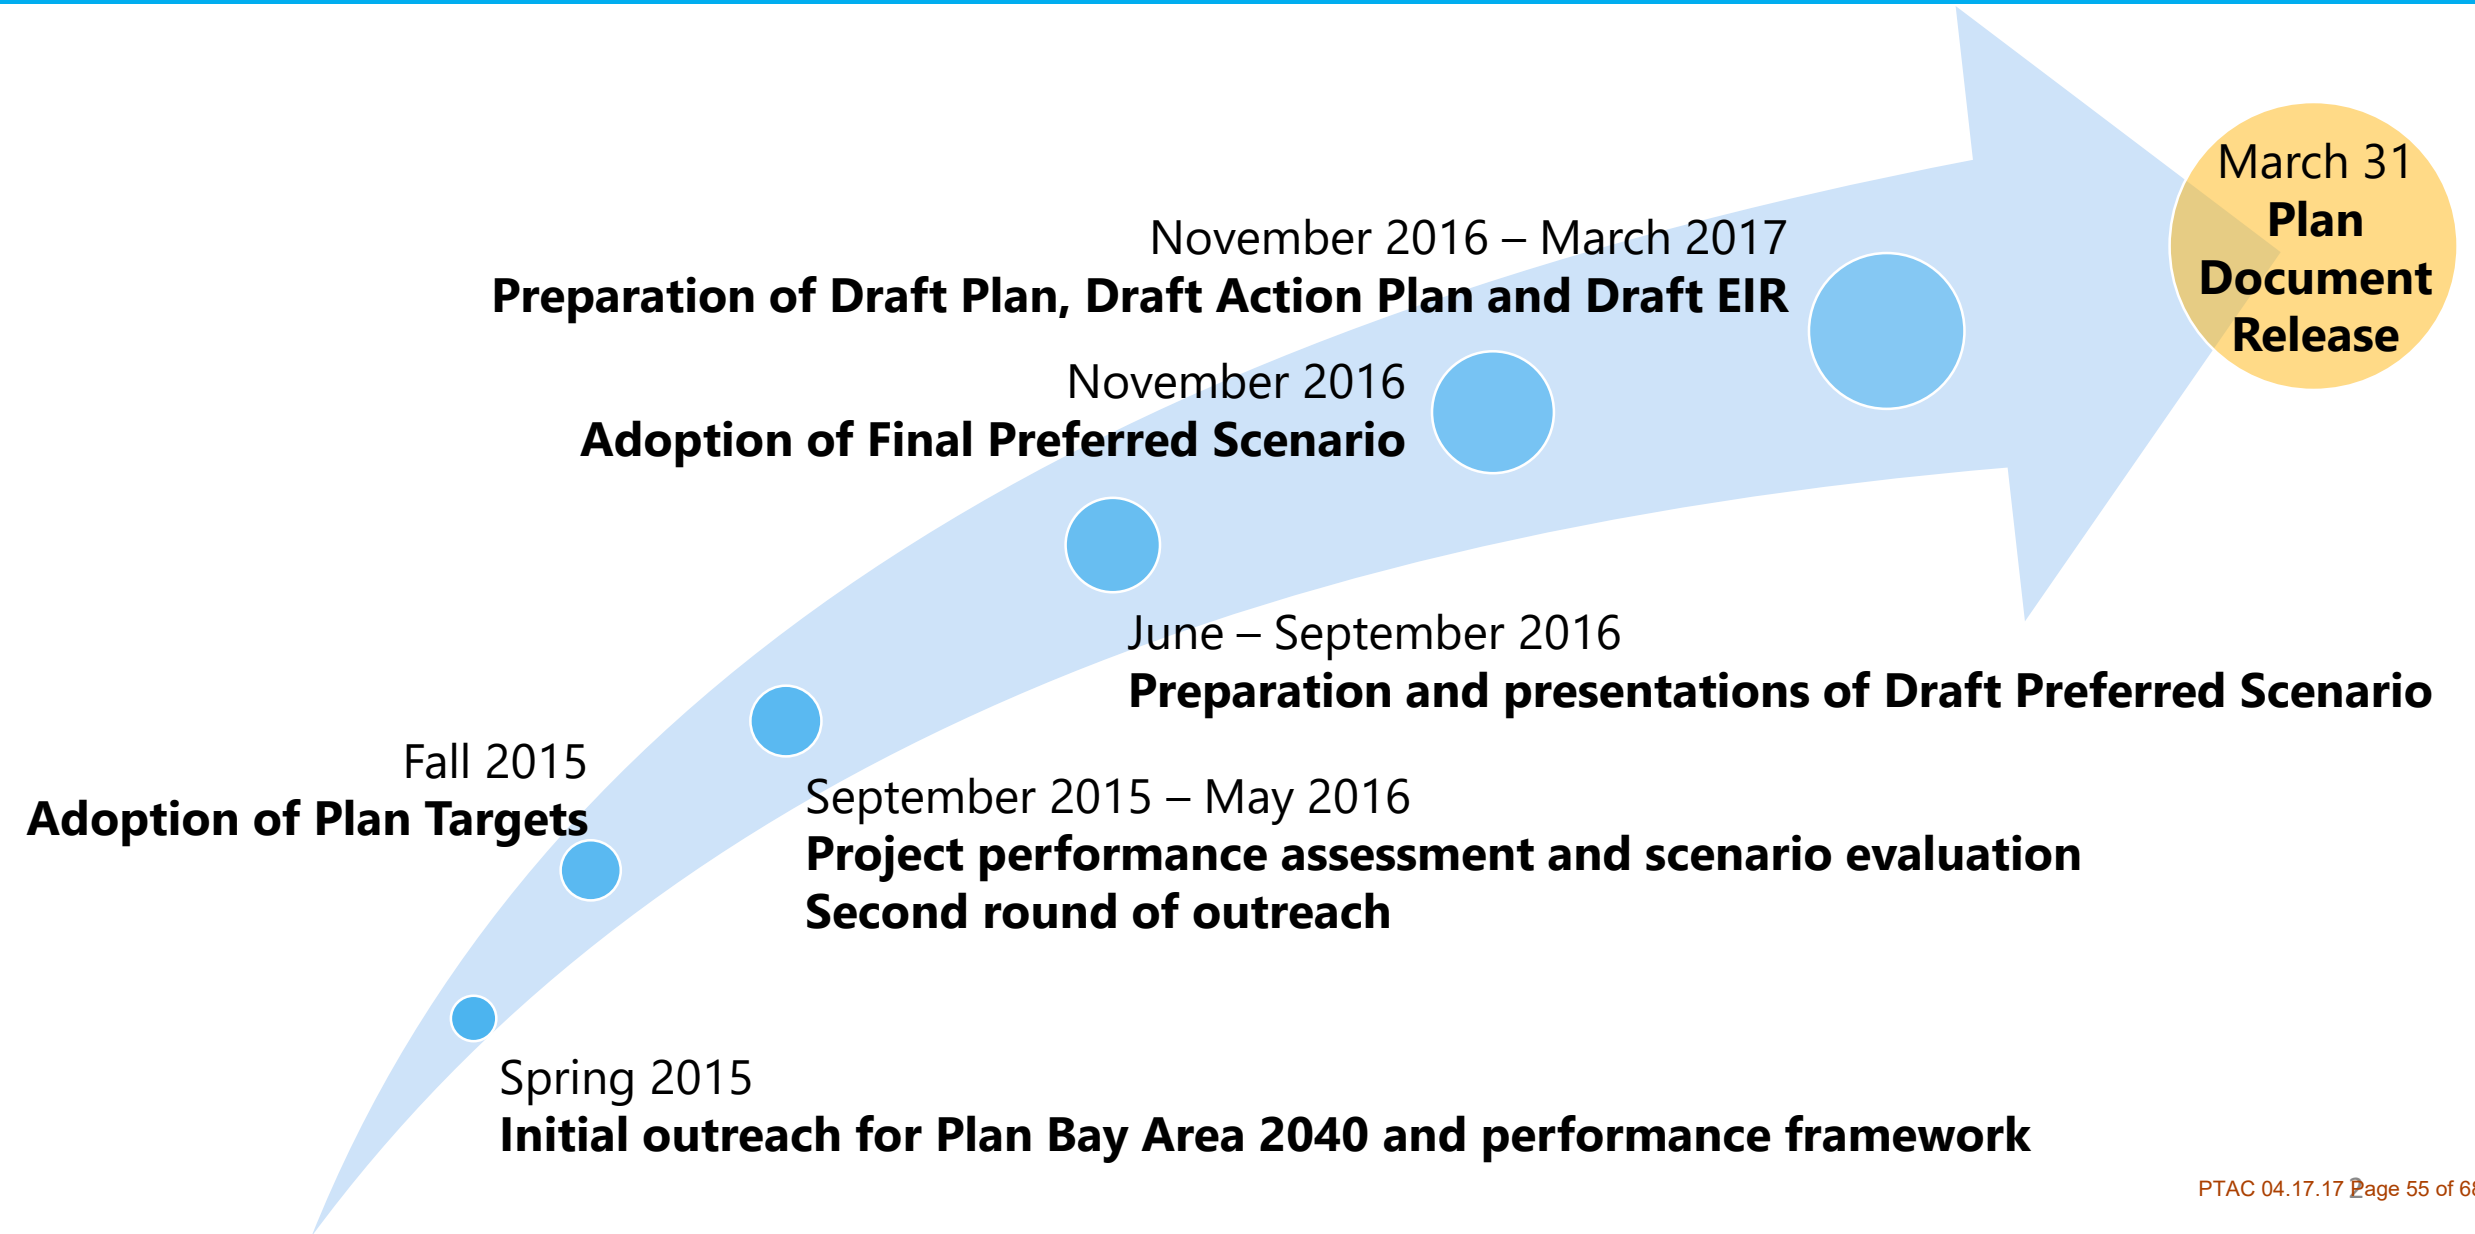 March 31
Plan
Document
Release
November 2016 – March 2017
Preparation of Draft Plan, Draft Action Plan and Draft EIR
November 2016
Adoption of Final Preferred Scenario
June – September 2016
Preparation and presentations of Draft Preferred Scenario
Fall 2015
Adoption of Plan Targets
September 2015 – May 2016
Project performance assessment and scenario evaluation
Second round of outreach
Spring 2015
Initial outreach for Plan Bay Area 2040 and performance framework
PTAC 04.17.17 Page 55 of 68
2